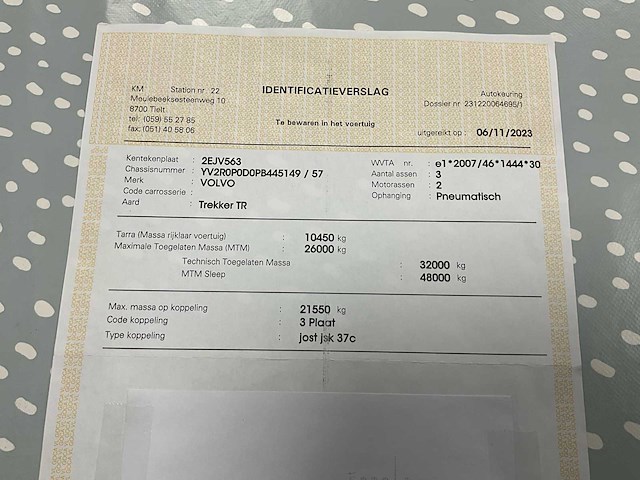 KM Station nr. 22
Meulebeeksesteenweg 10
8700 Tielt
tel: (059) 55 27 85
fax: (051) 40 58 06
IDENTIFICATIEVERSLAG
Te bewaren in het voertuig
Autokeuring
Dossier nr 231220064695/1
uitgereikt op : 06/11/2023
Kentekenplaat : 2EJV563
Chassisnummer : YV2R0P0D0PB445149 / 57
Merk : VOLVO
Code carrosserie :
Aard : Trekker TR
WVTA nr. : e1*2007/46*1444*30
Aantal assen : 3
Motorassen : 2
Ophanging : Pneumatisch
Tarra (Massa rijklaar voertuig) : 10450 kg
Maximale Toegelaten Massa (MTM) : 26000 kg
Technisch Toegelaten Massa : 32000 kg
MTM Sleep : 48000 kg
Max. massa op koppeling : 21550 kg
Code koppeling : 3 Plaat
Type koppeling : jost jsk 37c